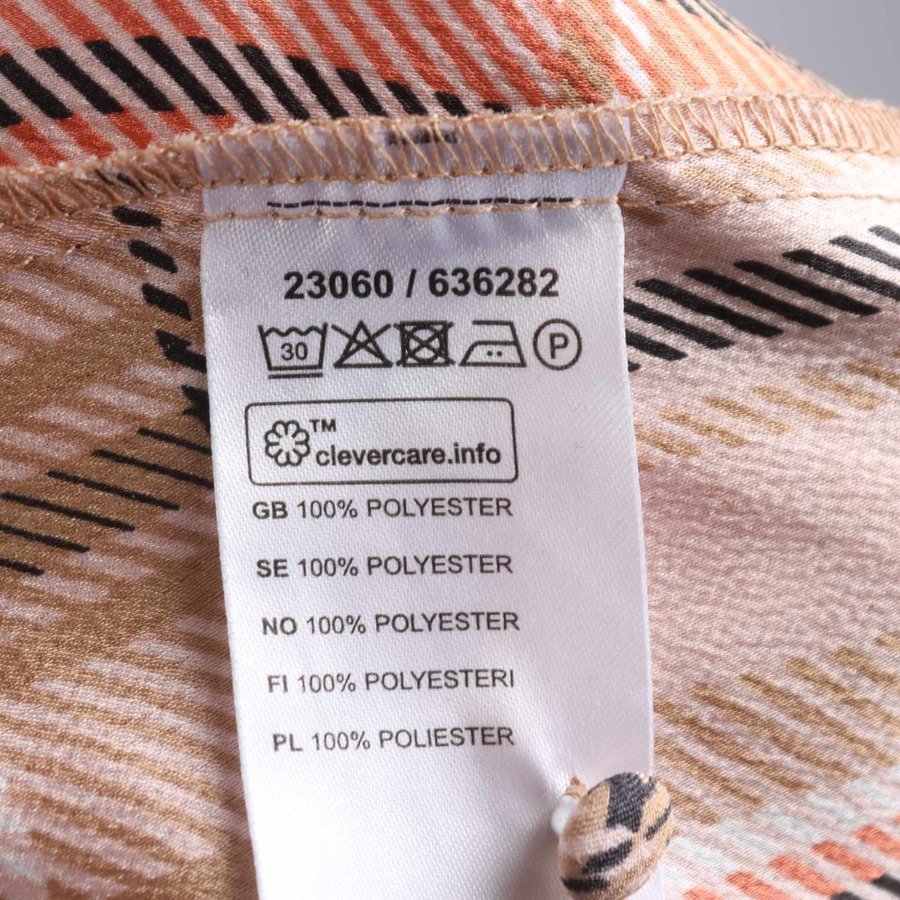 23060 / 636282
30 P
TM
clevercare.info
GB 100% POLYESTER
SE 100% POLYESTER
NO 100% POLYESTER
FI 100% POLYESTERI
PL 100% POLIESTER